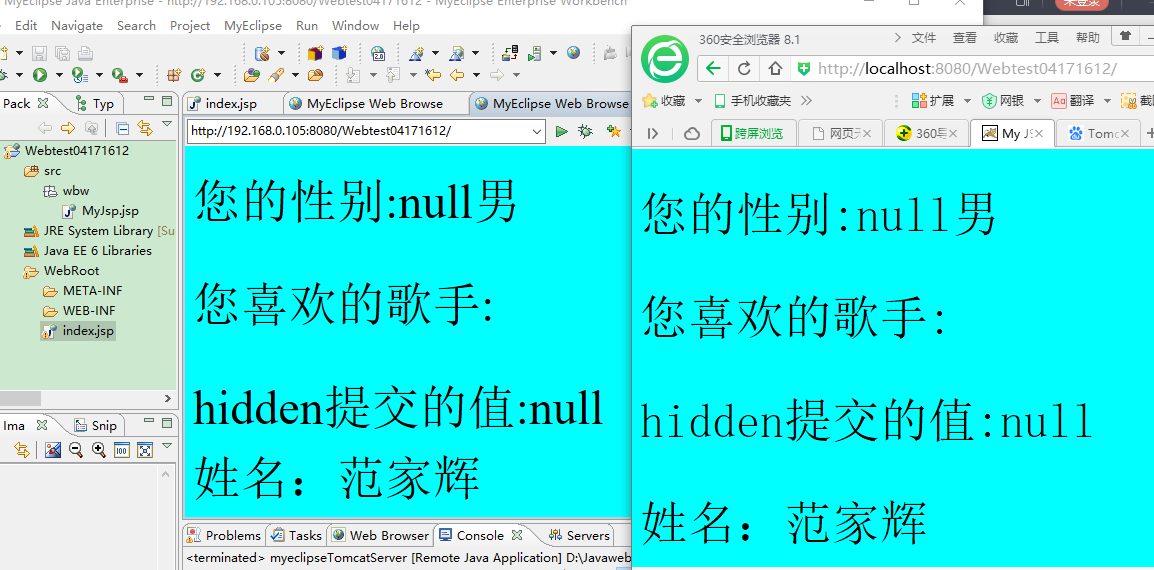 MyEclipse Java Enterprise - http://192.168.0.105:8080/Webtest04171612 - MyEclipse Enterprise Workbench
Edit Navigate Search Project MyEclipse Run Window Help
Pack Typ
Webtest04171612
src
wbw
MyJsp.jsp
JRE System Library [Su
Java EE 6 Libraries
WebRoot
META-INF
WEB-INF
index.jsp
Ima Snip
index.jsp MyEclipse Web Browse MyEclipse Web Browse
http://192.168.0.105:8080/Webtest04171612/
您的性别:null男
您喜欢的歌手:
hidden提交的值:null
姓名：范家辉
Problems Tasks Web Browser Console Servers
<terminated> myeclipseTomcatServer [Remote Java Application] D:\Javaweb
未登录
360安全浏览器 8.1 文件 查看 收藏 工具 帮助
http://localhost:8080/Webtest04171612/
收藏 手机收藏夹 扩展 网银 Aa 翻译 截
跨屏浏览 网页无 360导 My JS Tomc
您的性别:null男
您喜欢的歌手:
hidden提交的值:null
姓名：范家辉